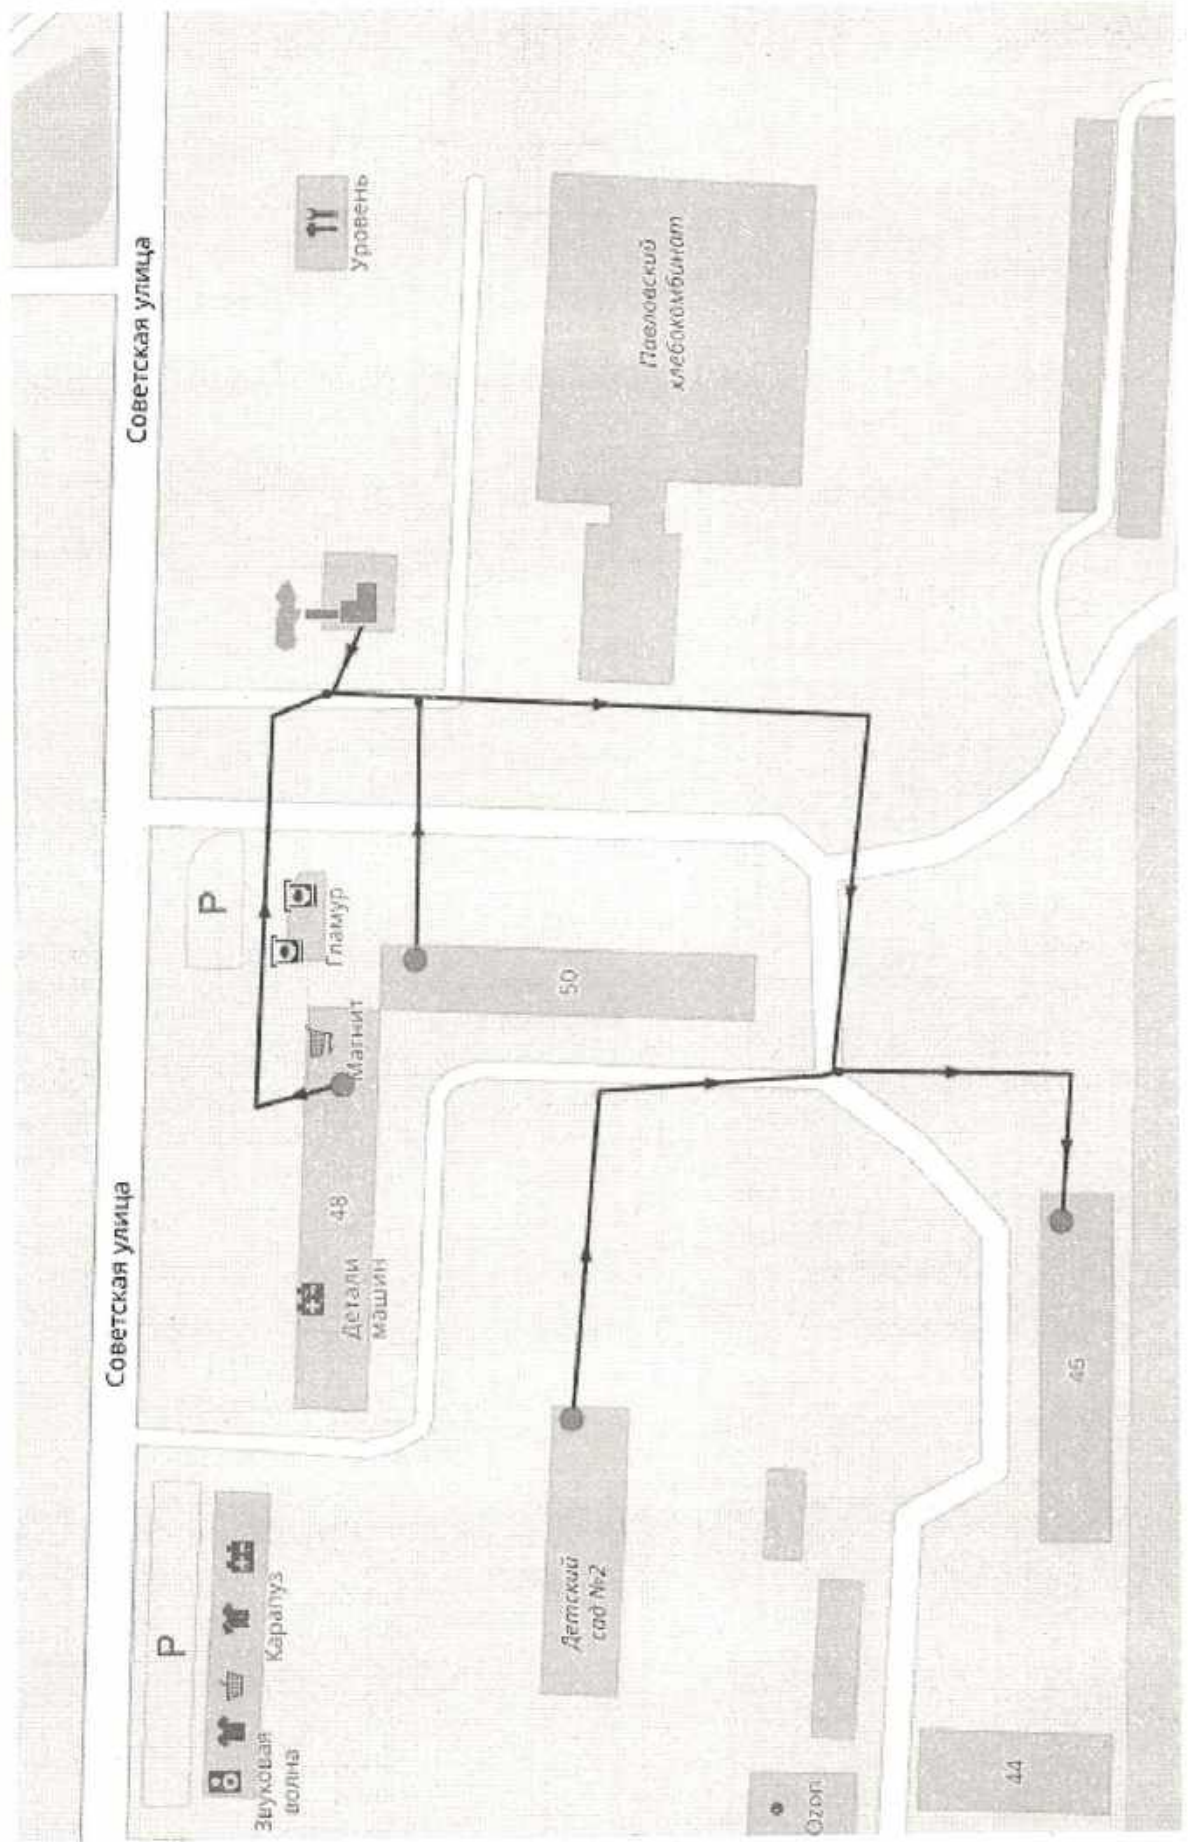 Советская улица
Советская улица
P
P
Звуковая
волна
Карапуз
48
Детали
машин
Магнит
Гламур
Уровень
50
Детский
сад №2
Павловский
хлебокомбинат
Ozon
44
46